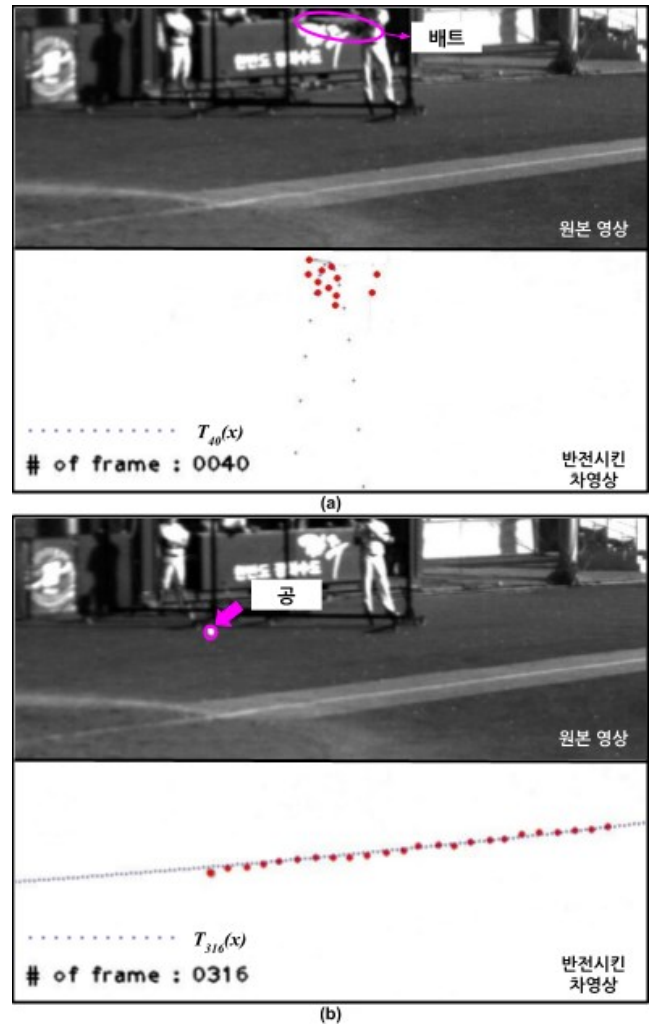 배트
원본 영상
T40(x)
# of frame : 0040
반전시킨
차영상
(a)
공
원본 영상
T316(x)
# of frame : 0316
반전시킨
차영상
(b)